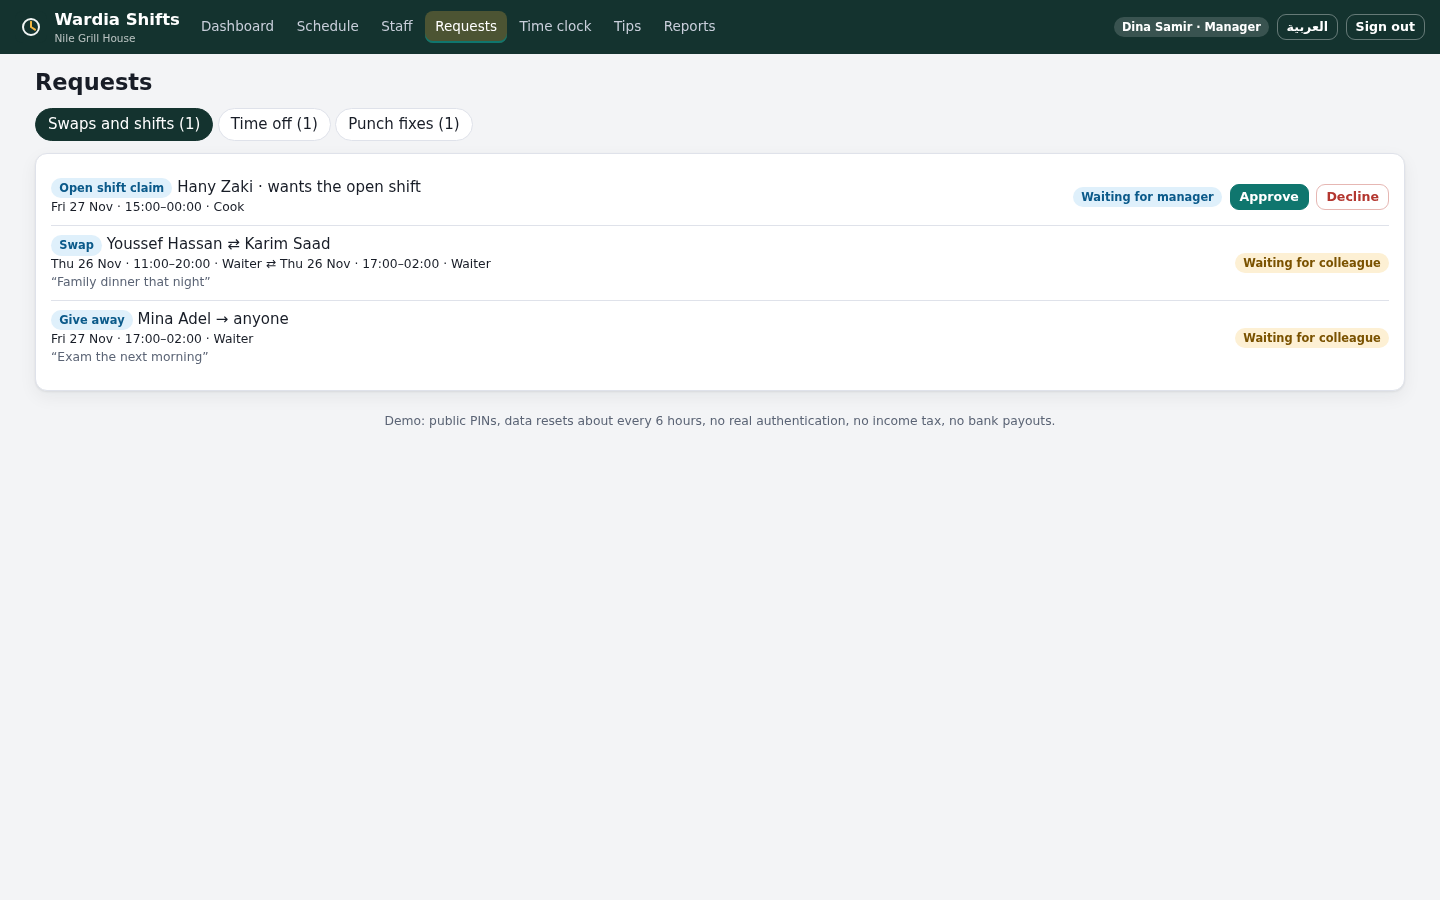 Wardia Shifts
Nile Grill House
Dashboard
Schedule
Staff
Requests
Time clock
Tips
Reports
Dina Samir · Manager
العربية
Sign out
Requests
Swaps and shifts (1)
Time off (1)
Punch fixes (1)
Open shift claim Hany Zaki · wants the open shift
Fri 27 Nov · 15:00–00:00 · Cook
Waiting for manager
Approve
Decline
Swap Youssef Hassan ⇄ Karim Saad
Thu 26 Nov · 11:00–20:00 · Waiter ⇄ Thu 26 Nov · 17:00–02:00 · Waiter
“Family dinner that night”
Waiting for colleague
Give away Mina Adel → anyone
Fri 27 Nov · 17:00–02:00 · Waiter
“Exam the next morning”
Waiting for colleague
Demo: public PINs, data resets about every 6 hours, no real authentication, no income tax, no bank payouts.